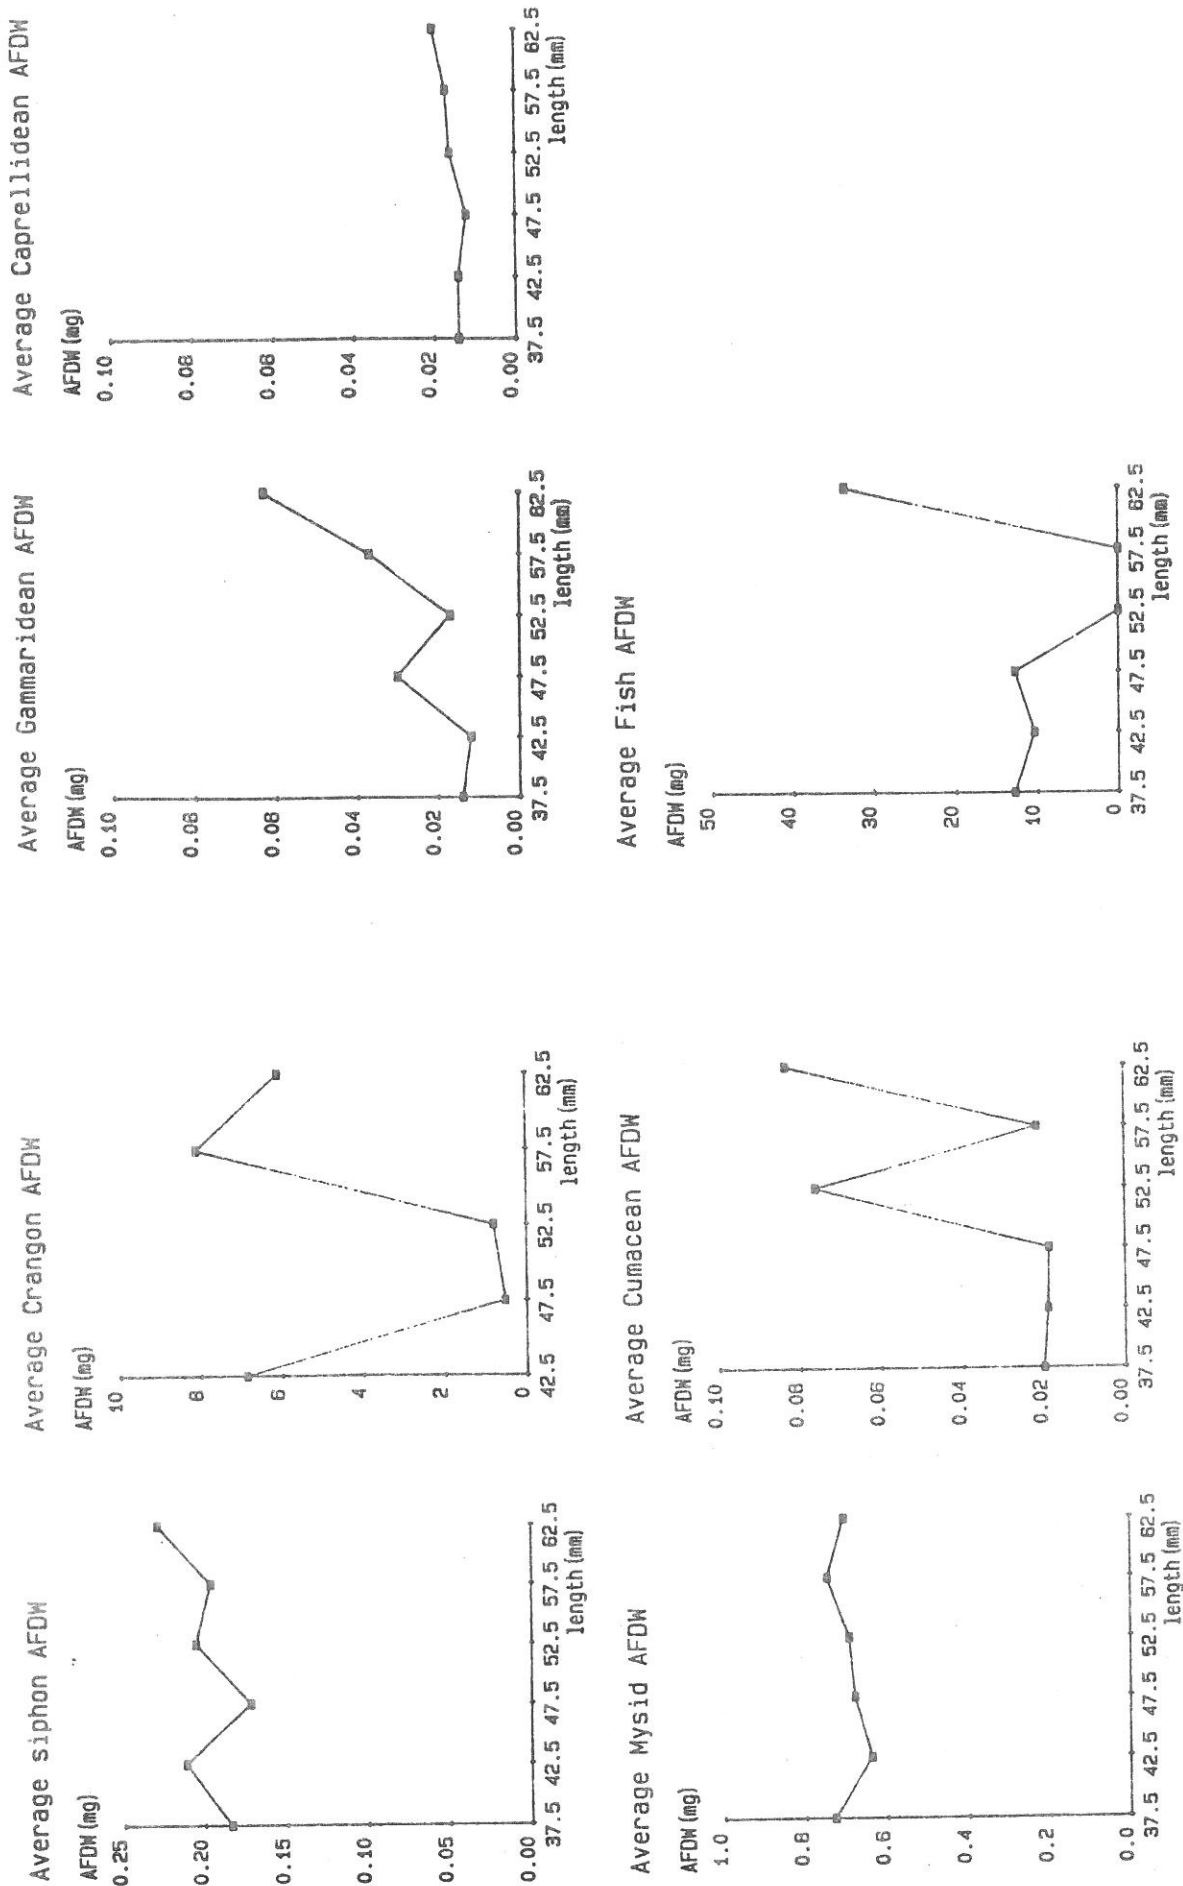 Average siphon AFDW
AFDW (mg)
0.25
0.20
0.15
0.10
0.05
0.00
37.5 42.5 47.5 52.5 57.5 62.5
length (mm)
Average Crangon AFDW
AFDW (mg)
10
8
6
4
2
0
42.5 47.5 52.5 57.5 62.5
length (mm)
Average Gammaridean AFDW
AFDW (mg)
0.10
0.08
0.06
0.04
0.02
0.00
37.5 42.5 47.5 52.5 57.5 62.5
length (mm)
Average Caprellidean AFDW
AFDW (mg)
0.10
0.08
0.06
0.04
0.02
0.00
37.5 42.5 47.5 52.5 57.5 62.5
length (mm)
Average Mysid AFDW
AFDW (mg)
1.0
0.8
0.6
0.4
0.2
0.0
37.5 42.5 47.5 52.5 57.5 62.5
length (mm)
Average Cumacean AFDW
AFDW (mg)
0.10
0.08
0.06
0.04
0.02
0.00
37.5 42.5 47.5 52.5 57.5 62.5
length (mm)
Average Fish AFDW
AFDW (mg)
50
40
30
20
10
0
37.5 42.5 47.5 52.5 57.5 62.5
length (mm)